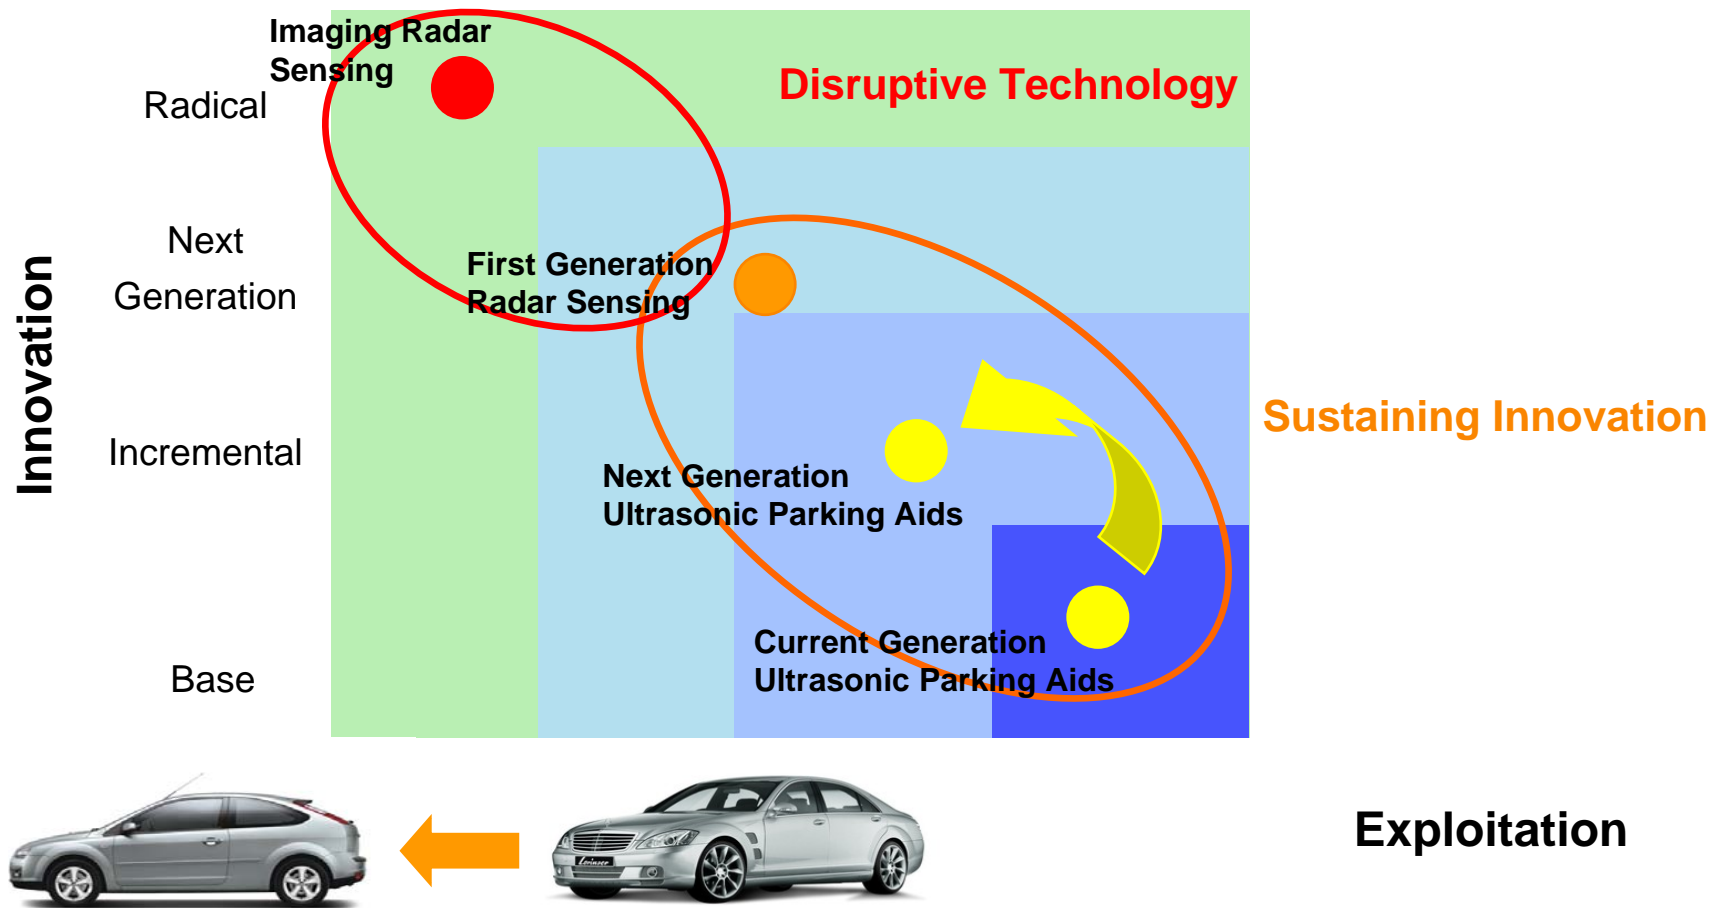 Imaging Radar
Sensing
Disruptive Technology
Radical
Next
Generation
First Generation
Radar Sensing
Innovation
Sustaining Innovation
Incremental
Next Generation
Ultrasonic Parking Aids
Current Generation
Ultrasonic Parking Aids
Base
Exploitation
Lorinser